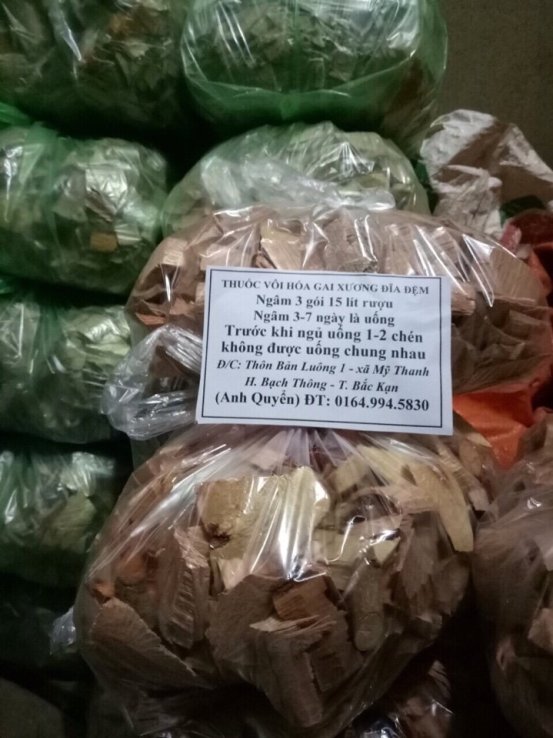 THUỐC VÔI HÓA GAI XƯƠNG ĐĨA ĐỆM
Ngâm 3 gói 15 lít rượu
Ngâm 3-7 ngày là uống
Trước khi ngủ uống 1-2 chén
không được uống chung nhau
Đ/C: Thôn Bản Luông 1 - xã Mỹ Thanh
H. Bạch Thông - T. Bắc Kạn
(Anh Quyển) ĐT: 0164.994.5830